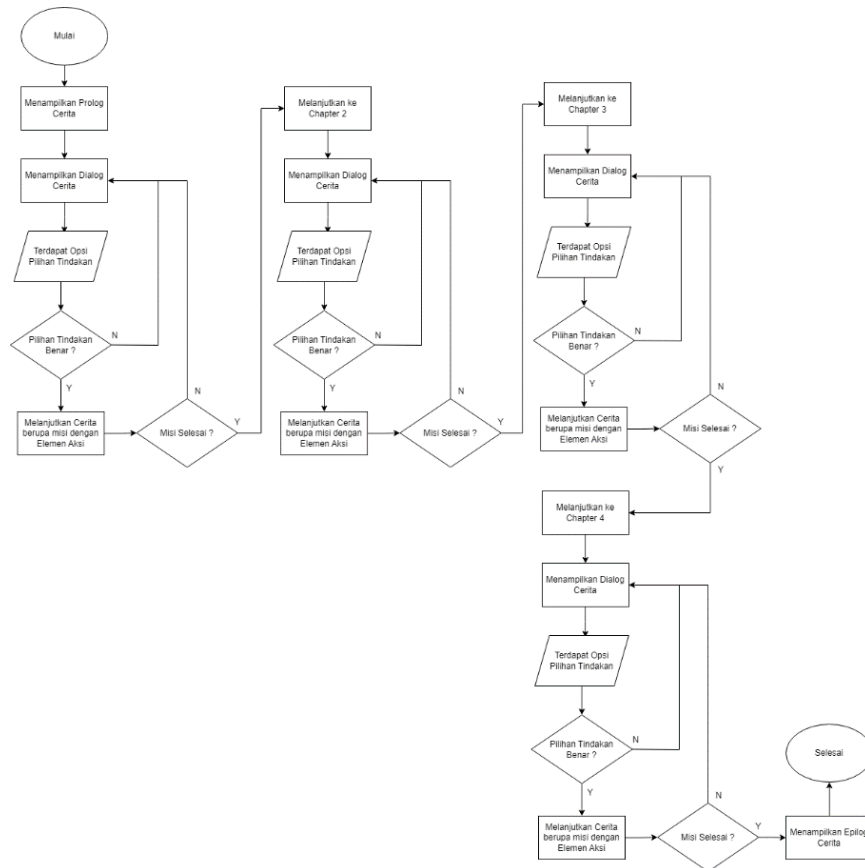 Mulai
Menampilkan Prolog
Cerita
Menampilkan Dialog
Cerita
Terdapat Opsi
Pilihan Tindakan
Pilihan Tindakan
Benar ?
N
Y
Melanjutkan Cerita
berupa misi dengan
Elemen Aksi
Misi Selesai ?
N
Y
Melanjutkan ke
Chapter 2
Menampilkan Dialog
Cerita
Terdapat Opsi
Pilihan Tindakan
Pilihan Tindakan
Benar ?
N
Y
Melanjutkan Cerita
berupa misi dengan
Elemen Aksi
Misi Selesai ?
N
Y
Melanjutkan ke
Chapter 3
Menampilkan Dialog
Cerita
Terdapat Opsi
Pilihan Tindakan
Pilihan Tindakan
Benar ?
N
Y
Melanjutkan Cerita
berupa misi dengan
Elemen Aksi
Misi Selesai ?
N
Y
Melanjutkan ke
Chapter 4
Menampilkan Dialog
Cerita
Terdapat Opsi
Pilihan Tindakan
Pilihan Tindakan
Benar ?
N
Y
Melanjutkan Cerita
berupa misi dengan
Elemen Aksi
Misi Selesai ?
N
Y
Menampilkan Epilog
Cerita
Selesai